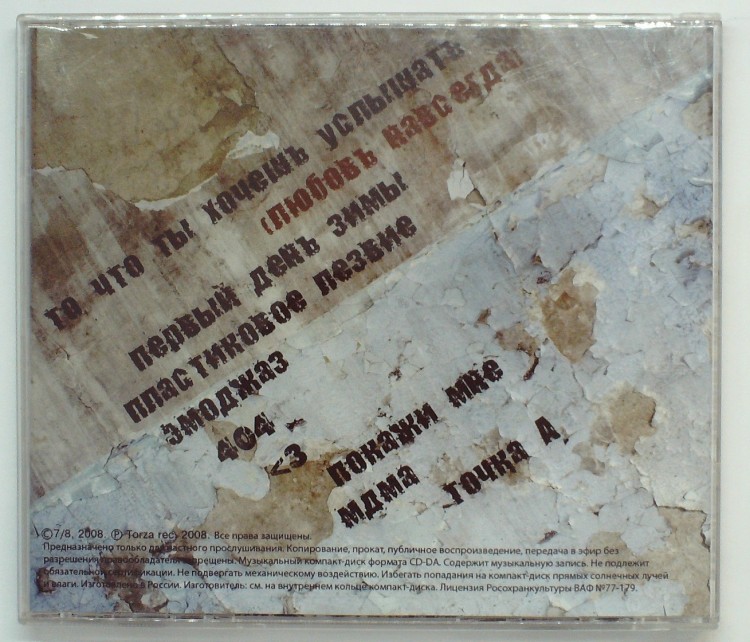 то, что ты хочешь услышать
(любовь навсегда)
первый день зимы
пластиковое лезвие
эмоджаз
404
<3
покажи мне
мдма
точка А
©7/8, 2008. Ⓟ Torza rec, 2008. Все права защищены.
Предназначено только для частного прослушивания. Копирование, прокат, публичное воспроизведение, передача в эфир без
разрешения правообладателя запрещены. Музыкальный компакт-диск формата CD-DA. Содержит музыкальную запись. Не подлежит
обязательной сертификации. Не подвергать механическому воздействию. Избегать попадания на компакт-диск прямых солнечных лучей
и влаги. Изготовлено в России. Изготовитель: см. на внутреннем кольце компакт-диска. Лицензия Росохранкультуры ВАФ №77-179.